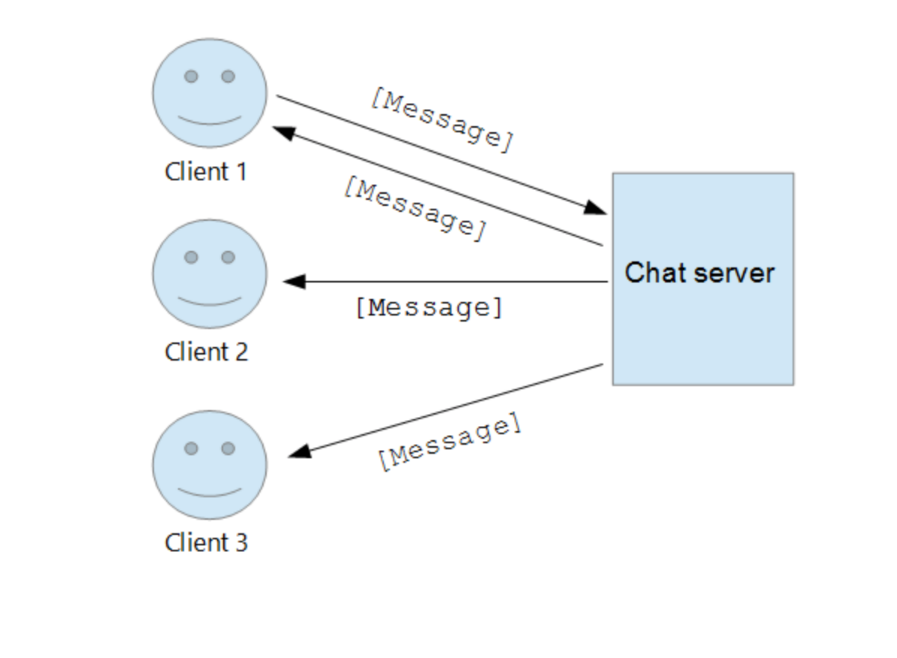 [Message]
Client 1
[Message]
Chat server
[Message]
Client 2
[Message]
Client 3